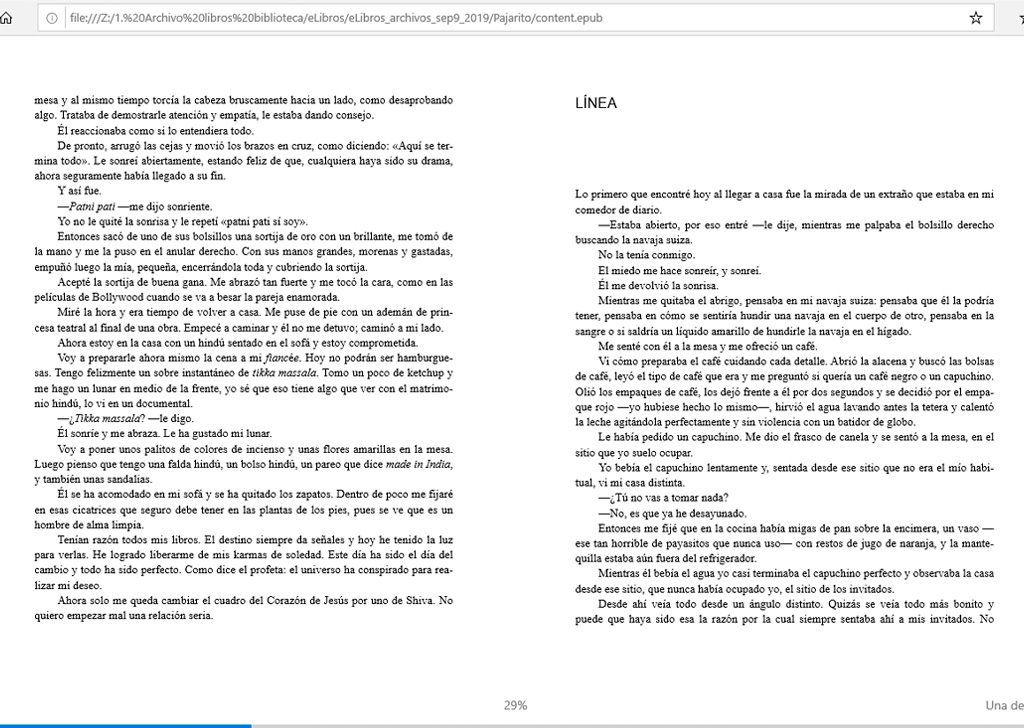 file:///Z:/1.%20Archivo%20libros%20biblioteca/eLibros/eLibros_archivos_sep9_2019/Pajarito/content.epub
mesa y al mismo tiempo torcía la cabeza bruscamente hacia un lado, como desaprobando
algo. Trataba de demostrarle atención y empatía, le estaba dando consejo.
Él reaccionaba como si lo entendiera todo.
De pronto, arrugó las cejas y movió los brazos en cruz, como diciendo: «Aquí se ter-
mina todo». Le sonreí abiertamente, estando feliz de que, cualquiera haya sido su drama,
ahora seguramente había llegado a su fin.
Y así fue.
—Patni pati —me dijo sonriente.
Yo no le quité la sonrisa y le repetí «patni pati sí soy».
Entonces sacó de uno de sus bolsillos una sortija de oro con un brillante, me tomó de
la mano y me la puso en el anular derecho. Con sus manos grandes, morenas y gastadas,
empuñó luego la mía, pequeña, encerrándola toda y cubriendo la sortija.
Acepté la sortija de buena gana. Me abrazó tan fuerte y me tocó la cara, como en las
películas de Bollywood cuando se va a besar la pareja enamorada.
Miré la hora y era tiempo de volver a casa. Me puse de pie con un ademán de prin-
cesa teatral al final de una obra. Empecé a caminar y él no me detuvo; caminó a mi lado.
Ahora estoy en la casa con un hindú sentado en el sofá y estoy comprometida.
Voy a prepararle ahora mismo la cena a mi fiancée. Hoy no podrán ser hamburgue-
sas. Tengo felizmente un sobre instantáneo de tikka massala. Tomo un poco de ketchup y
me hago un lunar en medio de la frente, yo sé que eso tiene algo que ver con el matrimo-
nio hindú, lo vi en un documental.
—¿Tikka massala? —le digo.
Él sonríe y me abraza. Le ha gustado mi lunar.
Voy a poner unos palitos de colores de incienso y unas flores amarillas en la mesa.
Luego pienso que tengo una falda hindú, un bolso hindú, un pareo que dice made in India,
y también unas sandalias.
Él se ha acomodado en mi sofá y se ha quitado los zapatos. Dentro de poco me fijaré
en esas cicatrices que seguro debe tener en las plantas de los pies, pues se ve que es un
hombre de alma limpia.
Tenían razón todos mis libros. El destino siempre da señales y hoy he tenido la luz
para verlas. He logrado liberarme de mis karmas de soledad. Este día ha sido el día del
cambio y todo ha sido perfecto. Como dice el profeta: el universo ha conspirado para rea-
lizar mi deseo.
Ahora solo me queda cambiar el cuadro del Corazón de Jesús por uno de Shiva. No
quiero empezar mal una relación seria.
LÍNEA
Lo primero que encontré hoy al llegar a casa fue la mirada de un extraño que estaba en mi
comedor de diario.
—Estaba abierto, por eso entré —le dije, mientras me palpaba el bolsillo derecho
buscando la navaja suiza.
No la tenía conmigo.
El miedo me hace sonreír, y sonreí.
Él me devolvió la sonrisa.
Mientras me quitaba el abrigo, pensaba en mi navaja suiza: pensaba que él la podría
tener, pensaba en cómo se sentiría hundir una navaja en el cuerpo de otro, pensaba en la
sangre o si saldría un líquido amarillo de hundirle la navaja en el hígado.
Me senté con él a la mesa y me ofreció un café.
Vi cómo preparaba el café cuidando cada detalle. Abrió la alacena y buscó las bolsas
de café, leyó el tipo de café que era y me preguntó si quería un café negro o un capuchino.
Olió los empaques de café, los dejó frente a él por dos segundos y se decidió por el empa-
que rojo —yo hubiese hecho lo mismo—, hirvió el agua lavando antes la tetera y calentó
la leche agitándola perfectamente y sin violencia con un batidor de globo.
Le había pedido un capuchino. Me dio el frasco de canela y se sentó a la mesa, en el
sitio que yo suelo ocupar.
Yo bebía el capuchino lentamente y, sentada desde ese sitio que no era el mío habi-
tual, vi mi casa distinta.
—¿Tú no vas a tomar nada?
—No, es que ya he desayunado.
Entonces me fijé que en la cocina había migas de pan sobre la encimera, un vaso —
ese tan horrible de payasitos que nunca uso— con restos de jugo de naranja, y la mante-
quilla estaba aún fuera del refrigerador.
Mientras él bebía el agua yo casi terminaba el capuchino perfecto y observaba la casa
desde ese sitio, que nunca había ocupado yo, el sitio de los invitados.
Desde ahí veía todo desde un ángulo distinto. Quizás se veía todo más bonito y
puede que haya sido esa la razón por la cual siempre sentaba ahí a mis invitados. No
29%
Una de